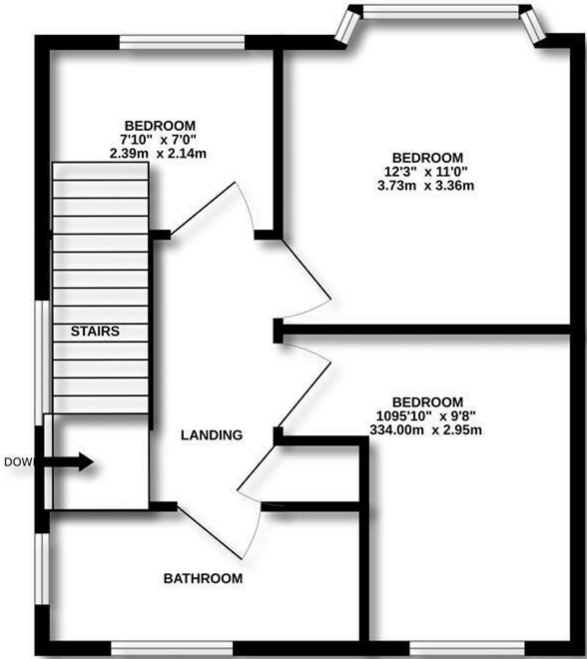 BEDROOM
7'10" x 7'0"
2.39m x 2.14m
BEDROOM
12'3" x 11'0"
3.73m x 3.36m
STAIRS
BEDROOM
1095'10" x 9'8"
334.00m x 2.95m
LANDING
BATHROOM